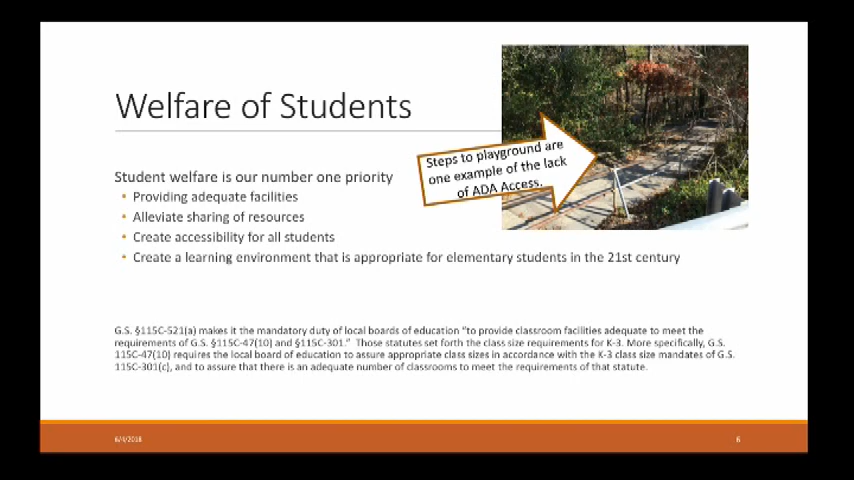 Welfare of Students
Steps to playground are
one example of the lack
of ADA Access.
Student welfare is our number one priority
• Providing adequate facilities
• Alleviate sharing of resources
• Create accessibility for all students
• Create a learning environment that is appropriate for elementary students in the 21st century
G.S. §115C-521(a) makes it the mandatory duty of local boards of education “to provide classroom facilities adequate to meet the
requirements of G.S. §115C-47(10) and §115C-301.” Those statutes set forth the class size requirements for K-3. More specifically, G.S.
115C-47(10) requires the local board of education to assure appropriate class sizes in accordance with the K-3 class size mandates of G.S.
115C-301(c), and to assure that there is an adequate number of classrooms to meet the requirements of that statute.
6/4/2018
6